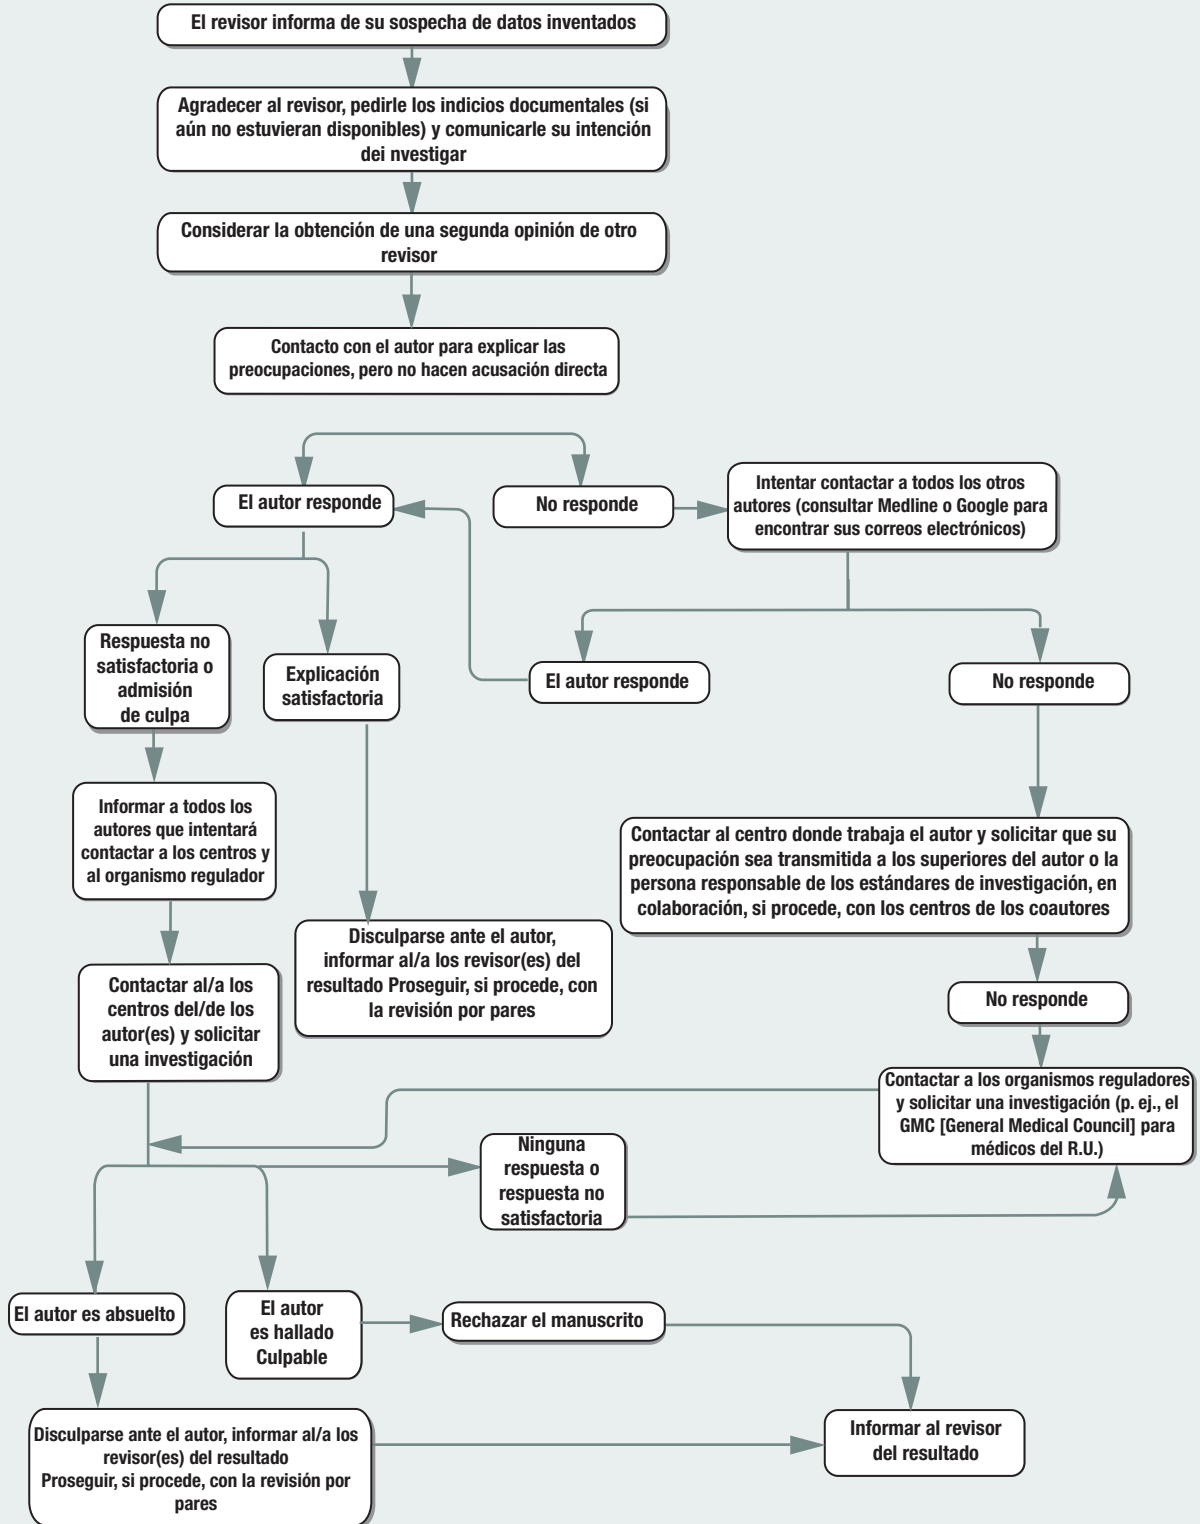 El revisor informa de su sospecha de datos inventados
Agradecer al revisor, pedirle los indicios documentales (si
aún no estuvieran disponibles) y comunicarle su intención
dei nvestigar
Considerar la obtención de una segunda opinión de otro
revisor
Contacto con el autor para explicar las
preocupaciones, pero no hacen acusación directa
El autor responde
No responde
Intentar contactar a todos los otros
autores (consultar Medline o Google para
encontrar sus correos electrónicos)
Respuesta no
satisfactoria o
admisión
de culpa
Explicación
satisfactoria
El autor responde
No responde
Informar a todos los
autores que intentará
contactar a los centros y
al organismo regulador
Contactar al centro donde trabaja el autor y solicitar que su
preocupación sea transmitida a los superiores del autor o la
persona responsable de los estándares de investigación, en
colaboración, si procede, con los centros de los coautores
Disculparse ante el autor,
informar al/a los revisor(es) del
resultado Proseguir, si procede, con
la revisión por pares
Contactar al/a los
centros del/de los
autor(es) y solicitar
una investigación
No responde
Contactar a los organismos reguladores
y solicitar una investigación (p. ej., el
GMC [General Medical Council] para
médicos del R.U.)
Ninguna
respuesta o
respuesta no
satisfactoria
El autor es absuelto
El autor
es hallado
Culpable
Rechazar el manuscrito
Disculparse ante el autor, informar al/a los
revisor(es) del resultado
Proseguir, si procede, con la revisión por
pares
Informar al revisor
del resultado